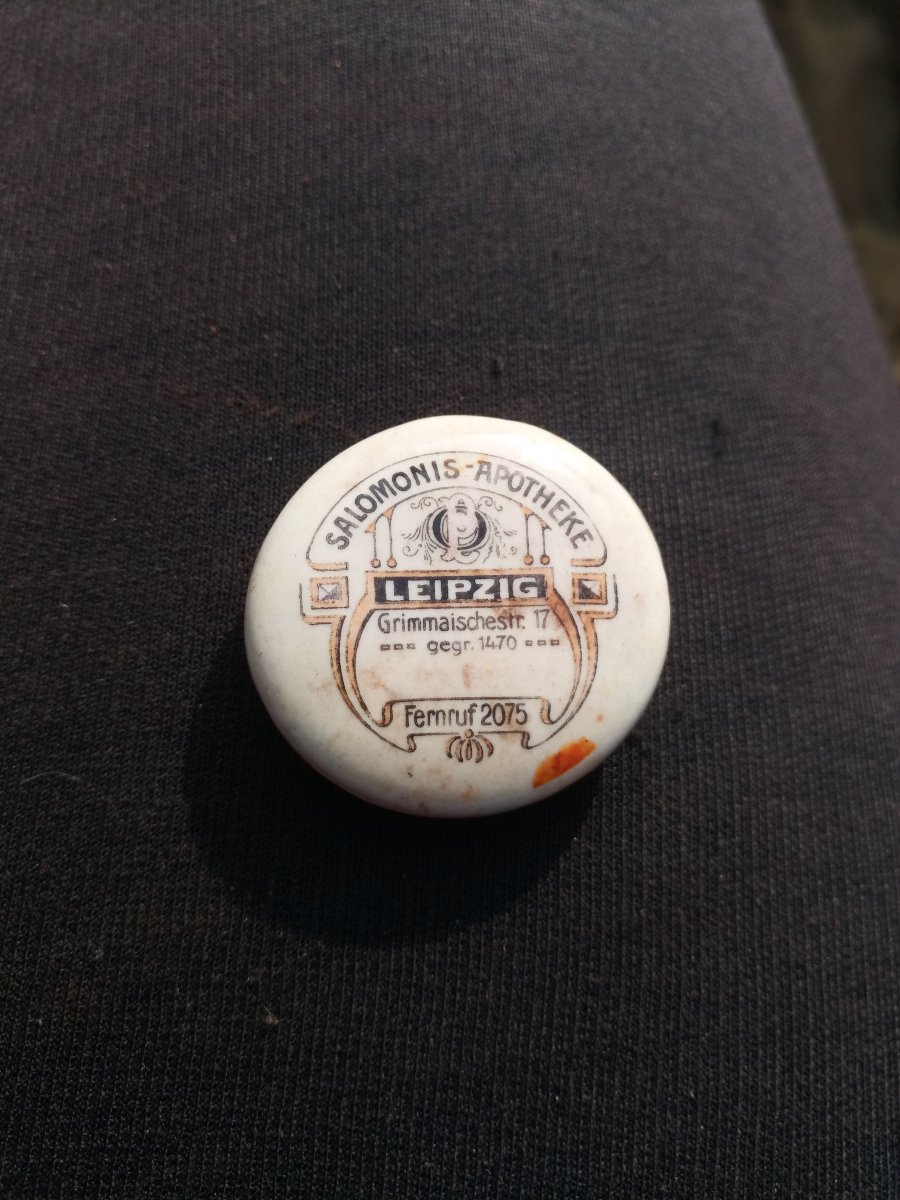 SALOMONIS-APOTHEKE
LEIPZIG
Grimmaischestr. 17
gegr. 1470
Fernruf 2075